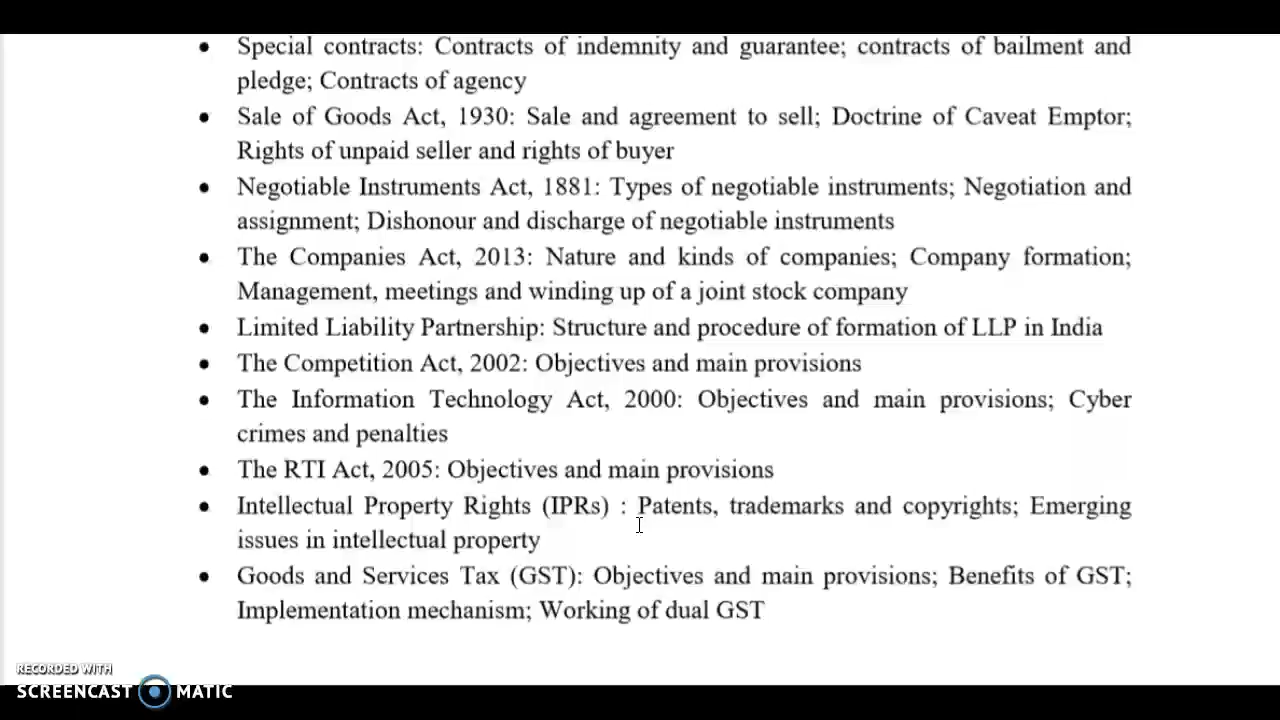 • Special contracts: Contracts of indemnity and guarantee; contracts of bailment and
pledge; Contracts of agency
• Sale of Goods Act, 1930: Sale and agreement to sell; Doctrine of Caveat Emptor;
Rights of unpaid seller and rights of buyer
• Negotiable Instruments Act, 1881: Types of negotiable instruments; Negotiation and
assignment; Dishonour and discharge of negotiable instruments
• The Companies Act, 2013: Nature and kinds of companies; Company formation;
Management, meetings and winding up of a joint stock company
• Limited Liability Partnership: Structure and procedure of formation of LLP in India
• The Competition Act, 2002: Objectives and main provisions
• The Information Technology Act, 2000: Objectives and main provisions; Cyber
crimes and penalties
• The RTI Act, 2005: Objectives and main provisions
• Intellectual Property Rights (IPRs) : Patents, trademarks and copyrights; Emerging
issues in intellectual property
• Goods and Services Tax (GST): Objectives and main provisions; Benefits of GST;
Implementation mechanism; Working of dual GST
RECORDED WITH
SCREENCAST MATIC